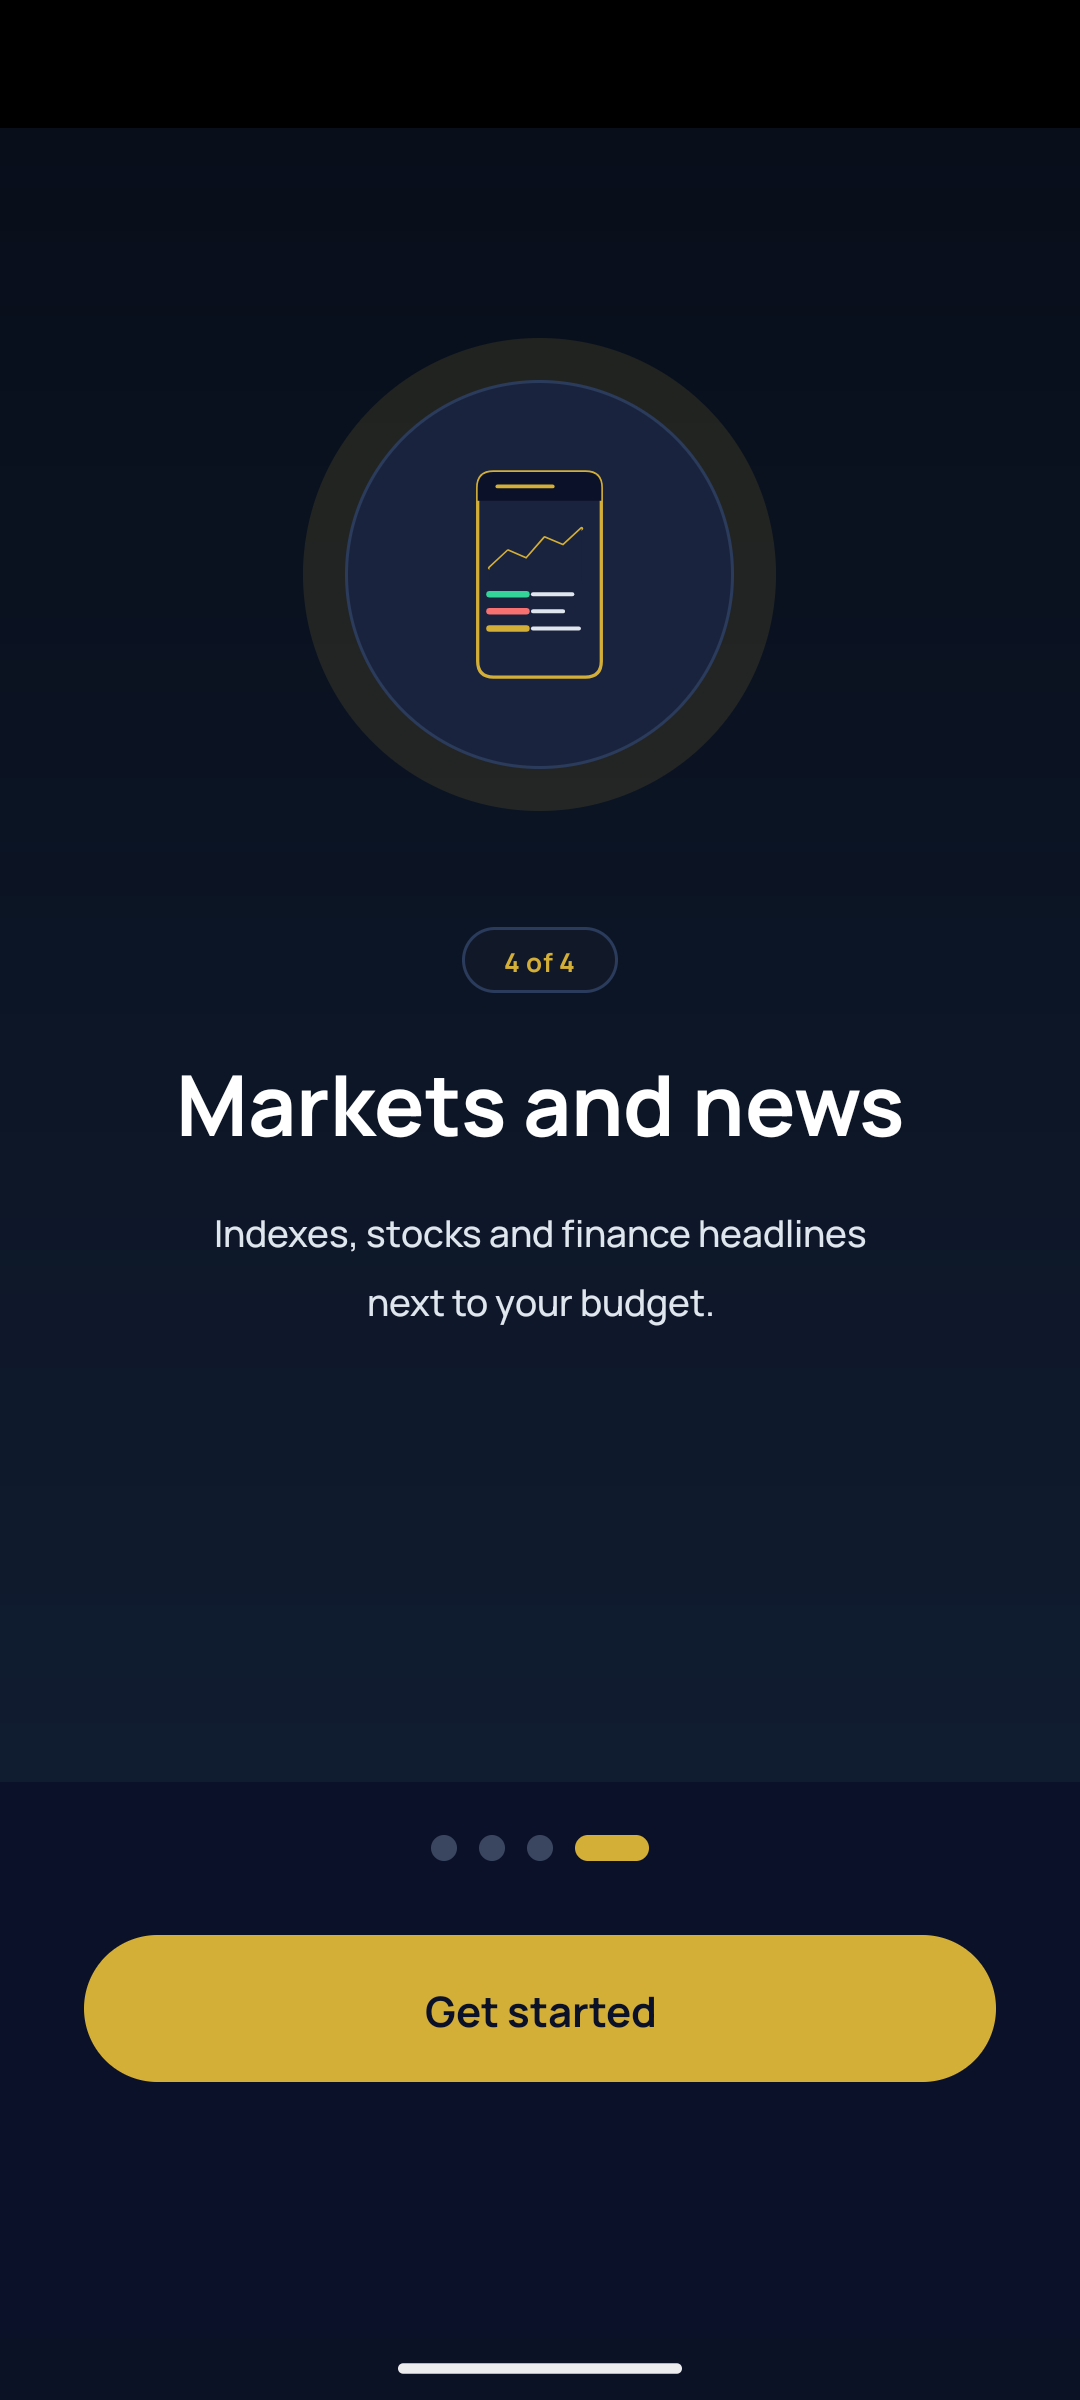 4 of 4
Markets and news
Indexes, stocks and finance headlines
next to your budget.
Get started